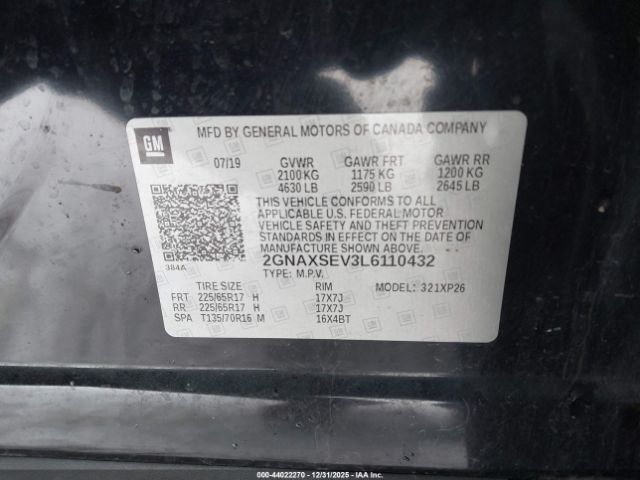 GM
MFD BY GENERAL MOTORS OF CANADA COMPANY
07/19 GVWR GAWR FRT GAWR RR
2100 KG 1175 KG 1200 KG
4630 LB 2590 LB 2645 LB
THIS VEHICLE CONFORMS TO ALL
APPLICABLE U.S. FEDERAL MOTOR
VEHICLE SAFETY AND THEFT PREVENTION
STANDARDS IN EFFECT ON THE DATE OF
MANUFACTURE SHOWN ABOVE.
384A 2GNAXSEV3L6110432
TYPE: M.P.V. MODEL: 321XP26
TIRE SIZE RIM
FRT 225/65R17 H 17X7J
RR 225/65R17 H 17X7J
SPA T135/70R16 M 16X4BT
000-44022270 - 12/31/2025 - IAAI.COM